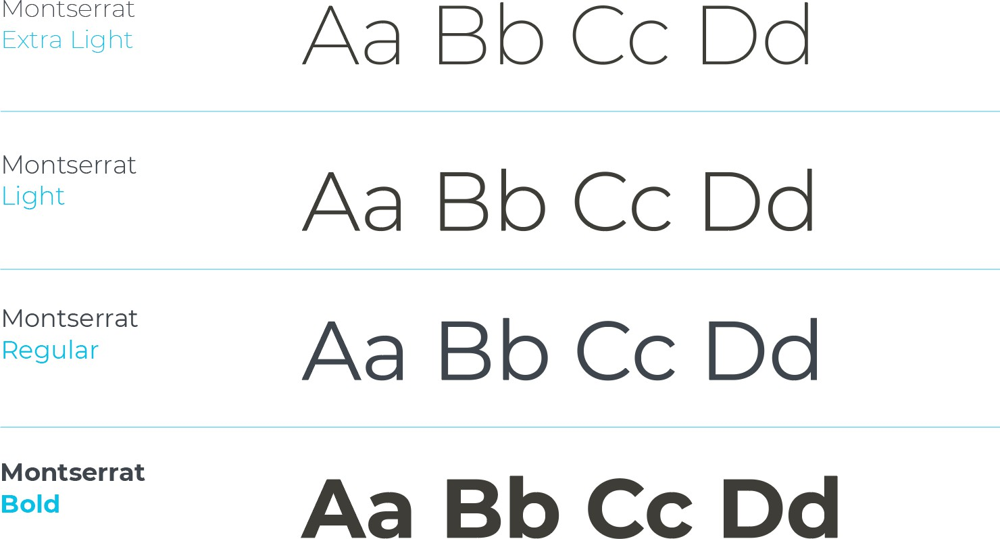 Montserrat
Extra Light
Aa Bb Cc Dd
Montserrat
Light
Aa Bb Cc Dd
Montserrat
Regular
Aa Bb Cc Dd
Montserrat
Bold
Aa Bb Cc Dd